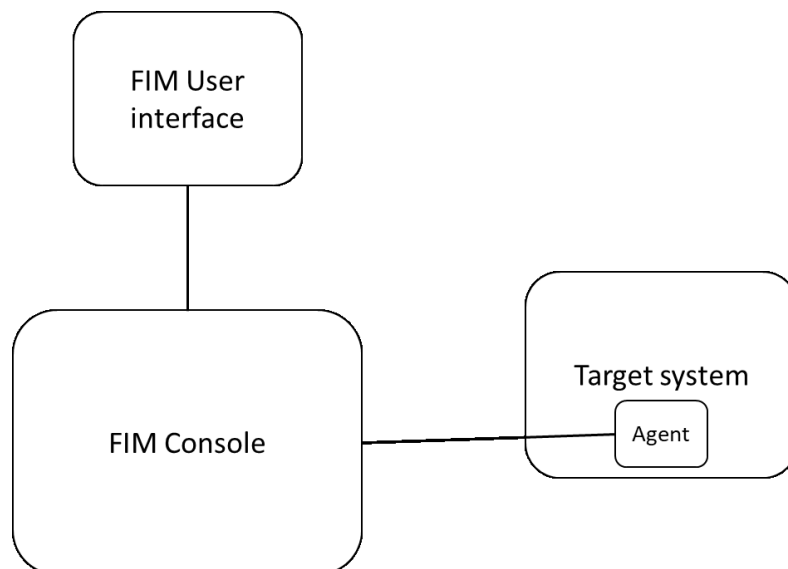 FIM User
interface
FIM Console
Target system
Agent